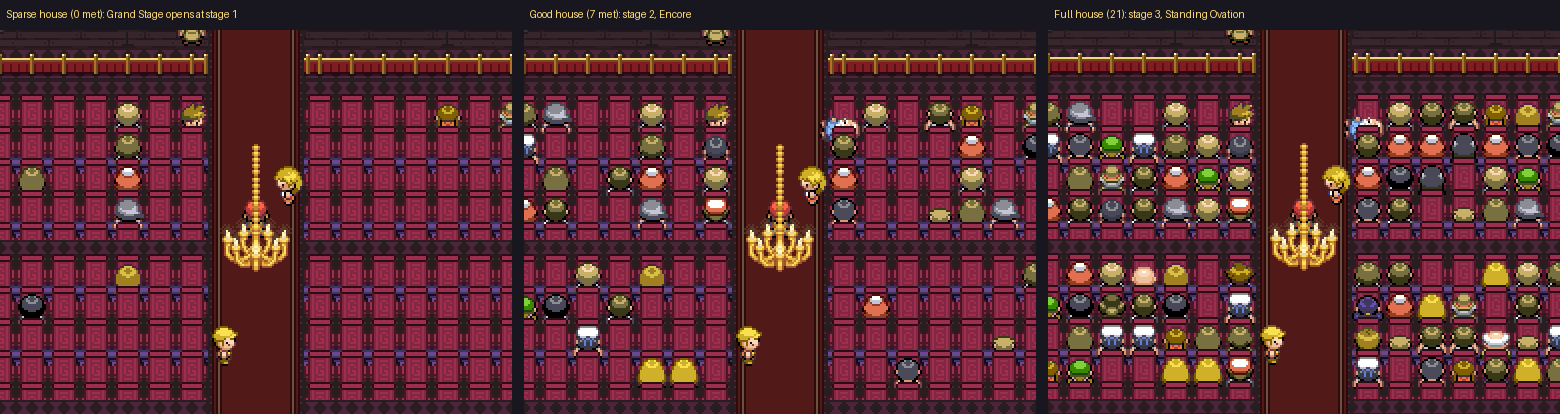 Sparse house (0 met): Grand Stage opens at stage 1
Good house (7 met): stage 2, Encore
Full house (21): stage 3, Standing Ovation